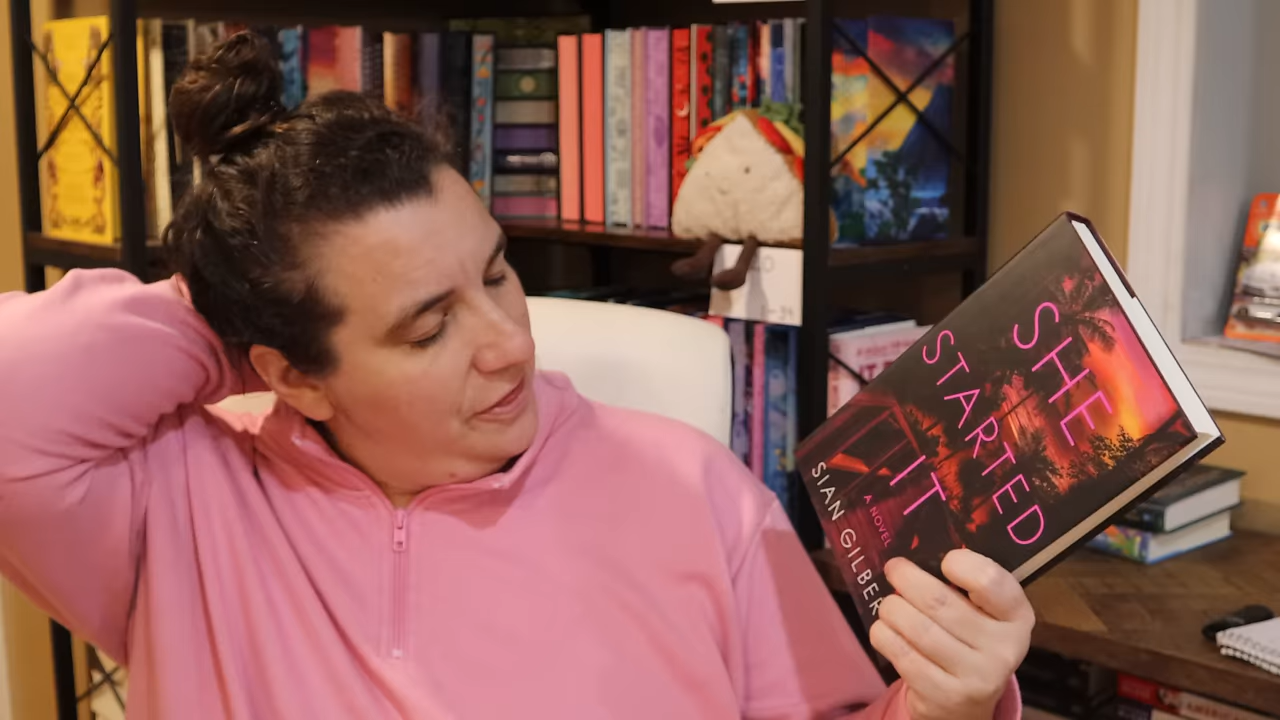 SHE
STARTED
IT
A NOVEL
SIAN GILBER